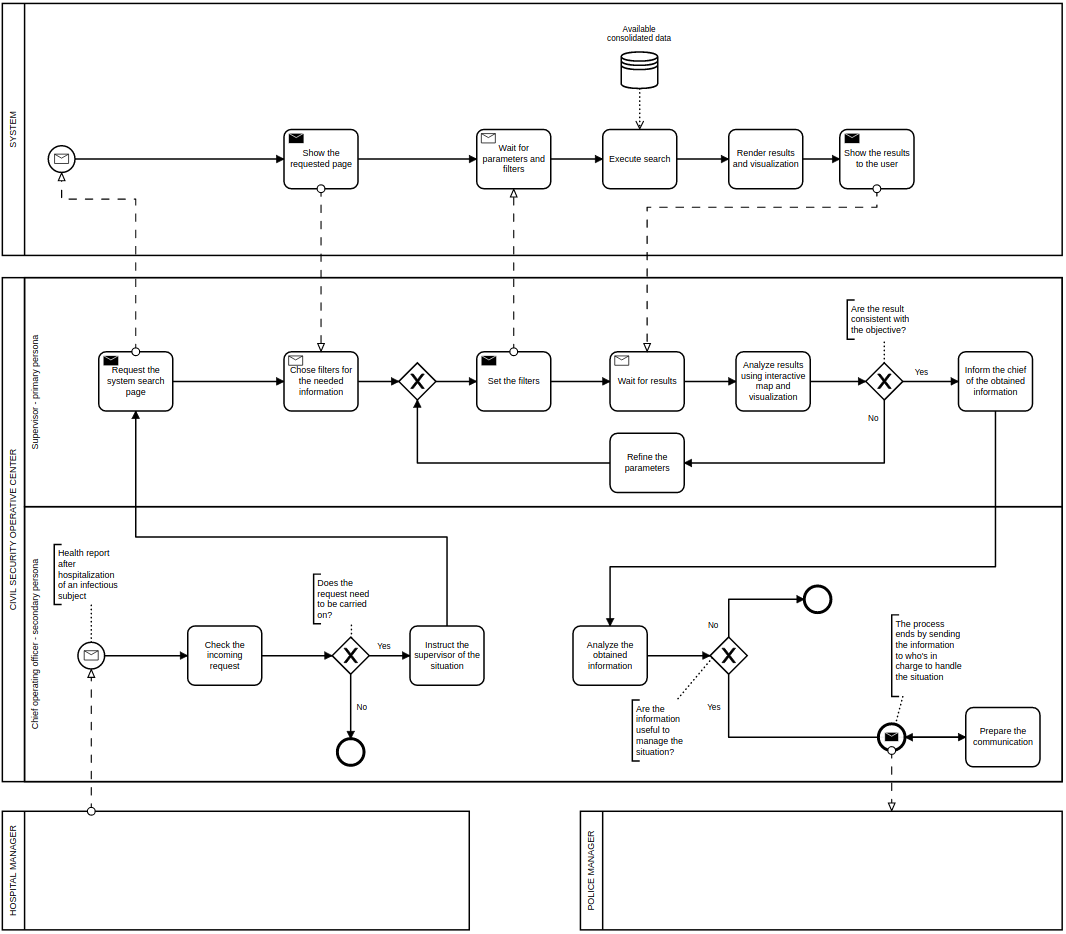 SYSTEM
Available
consolidated data
Show the
requested page
Wait for
parameters and
filters
Execute search
Render results
and visualization
Show the results
to the user
CIVIL SECURITY OPERATIVE CENTER
Supervisor - primary persona
Request the
system search
page
Chose filters for
the needed
information
Set the filters
Wait for results
Analyze results
using interactive
map and
visualization
Are the result
consistent with
the objective?
Yes
No
Inform the chief
of the obtained
information
Refine the
parameters
Chief operating officer - secondary persona
Health report
after
hospitalization
of an infectious
subject
Check the
incoming
request
Does the
request need
to be carried
on?
Yes
No
Instruct the
supervisor of the
situation
Analyze the
obtained
information
Are the
information
useful to
manage the
situation?
No
Yes
The process
ends by sending
the information
to who's in
charge to handle
the situation
Prepare the
communication
HOSPITAL MANAGER
POLICE MANAGER